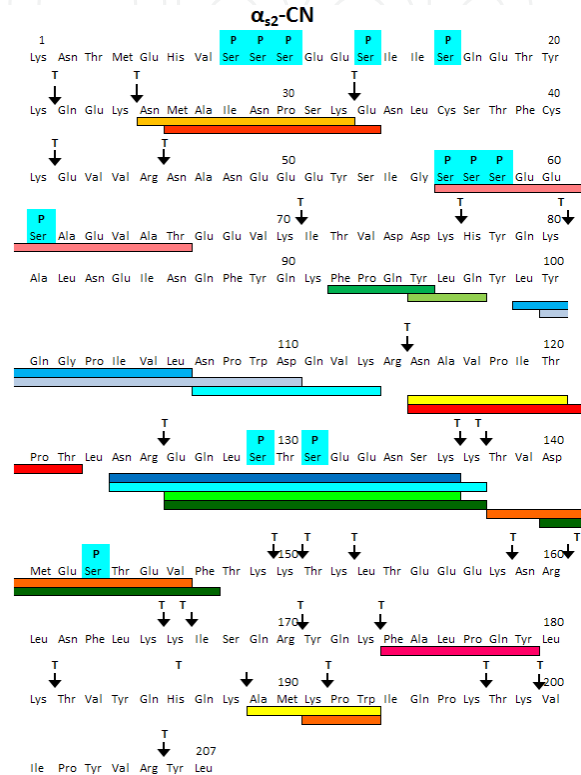 αs2-CN
1 P P P P P 20
Lys Asn Thr Met Glu His Val Ser Ser Ser Glu Glu Ser Ile Ile Ser Gln Glu Thr Tyr
T T T
30 40
Lys Gln Glu Lys Asn Met Ala Ile Asn Pro Ser Lys Glu Asn Leu Cys Ser Thr Phe Cys
T T
50 P P P 60
Lys Glu Val Val Arg Asn Ala Asn Glu Glu Glu Tyr Ser Ile Gly Ser Ser Ser Glu Glu
T T T
P 70 80
Ser Ala Glu Val Ala Thr Glu Glu Val Lys Ile Thr Val Asp Asp Lys His Tyr Gln Lys
90 100
Ala Leu Asn Glu Ile Asn Gln Phe Tyr Gln Lys Phe Pro Gln Tyr Leu Gln Tyr Leu Tyr
T
110 120
Gln Gly Pro Ile Val Leu Asn Pro Trp Asp Gln Val Lys Arg Asn Ala Val Pro Ile Thr
T T T
P 130 P 140
Pro Thr Leu Asn Arg Glu Gln Leu Ser Thr Ser Glu Glu Asn Ser Lys Lys Thr Val Asp
T T T T T
P 150 160
Met Glu Ser Thr Glu Val Phe Thr Lys Lys Thr Lys Leu Thr Glu Glu Glu Lys Asn Arg
T T T T
170 180
Leu Asn Phe Leu Lys Lys Ile Ser Gln Arg Tyr Gln Lys Phe Ala Leu Pro Gln Tyr Leu
T T T T T
190 200
Lys Thr Val Tyr Gln His Gln Lys Ala Met Lys Pro Trp Ile Gln Pro Lys Thr Lys Val
T
207
Ile Pro Tyr Val Arg Tyr Leu